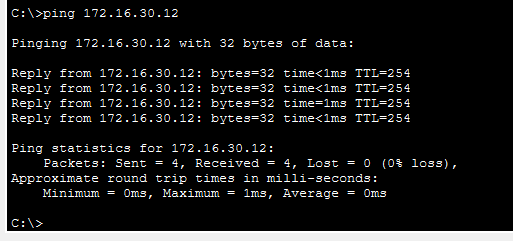 C:\>ping 172.16.30.12
Pinging 172.16.30.12 with 32 bytes of data:
Reply from 172.16.30.12: bytes=32 time<1ms TTL=254
Reply from 172.16.30.12: bytes=32 time<1ms TTL=254
Reply from 172.16.30.12: bytes=32 time=1ms TTL=254
Reply from 172.16.30.12: bytes=32 time<1ms TTL=254
Ping statistics for 172.16.30.12:
    Packets: Sent = 4, Received = 4, Lost = 0 (0% loss),
Approximate round trip times in milli-seconds:
    Minimum = 0ms, Maximum = 1ms, Average = 0ms
C:\>